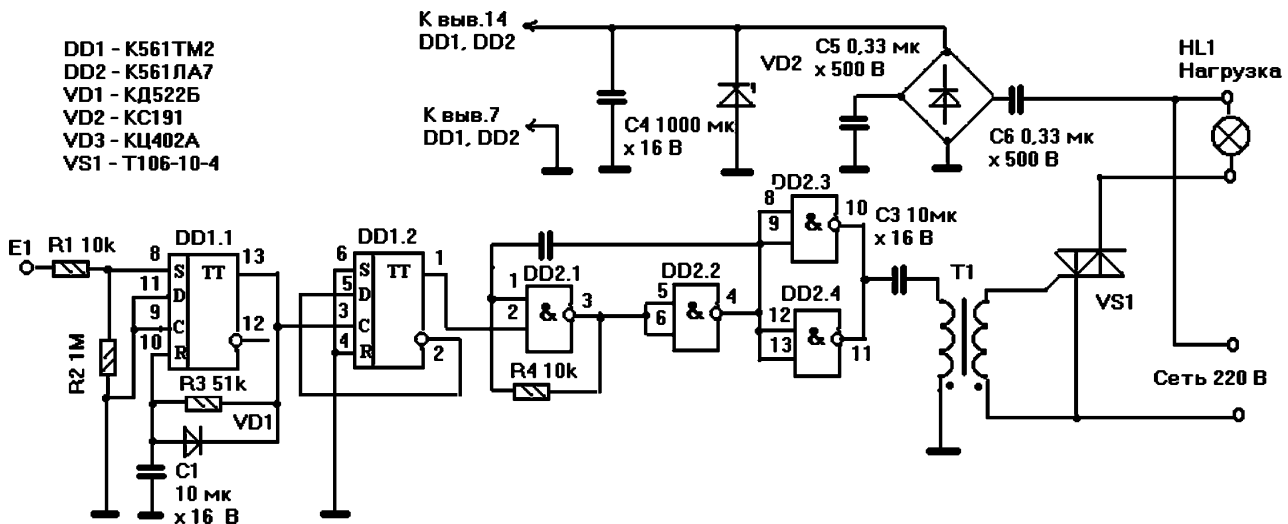 DD1 - К561ТМ2
DD2 - К561ЛА7
VD1 - КД522Б
VD2 - КС191
VD3 - КЦ402А
VS1 - Т106-10-4
К выв.14
DD1, DD2
К выв.7
DD1, DD2
C4 1000 мк
x 16 В
VD2
C5 0,33 мк
x 500 В
C6 0,33 мк
x 500 В
HL1
Нагрузка
E1
R1 10k
R2 1M
DD1.1
8
11
9
10
S
D
C
R
TT
13
12
R3 51k
VD1
C1
10 мк
x 16 В
DD1.2
6
5
3
4
S
D
C
R
TT
1
2
DD2.1
1
2
&
3
R4 10k
DD2.2
5
6
&
4
DD2.3
8
9
&
10
DD2.4
12
13
&
11
C3 10мк
x 16 В
T1
VS1
Сеть 220 В